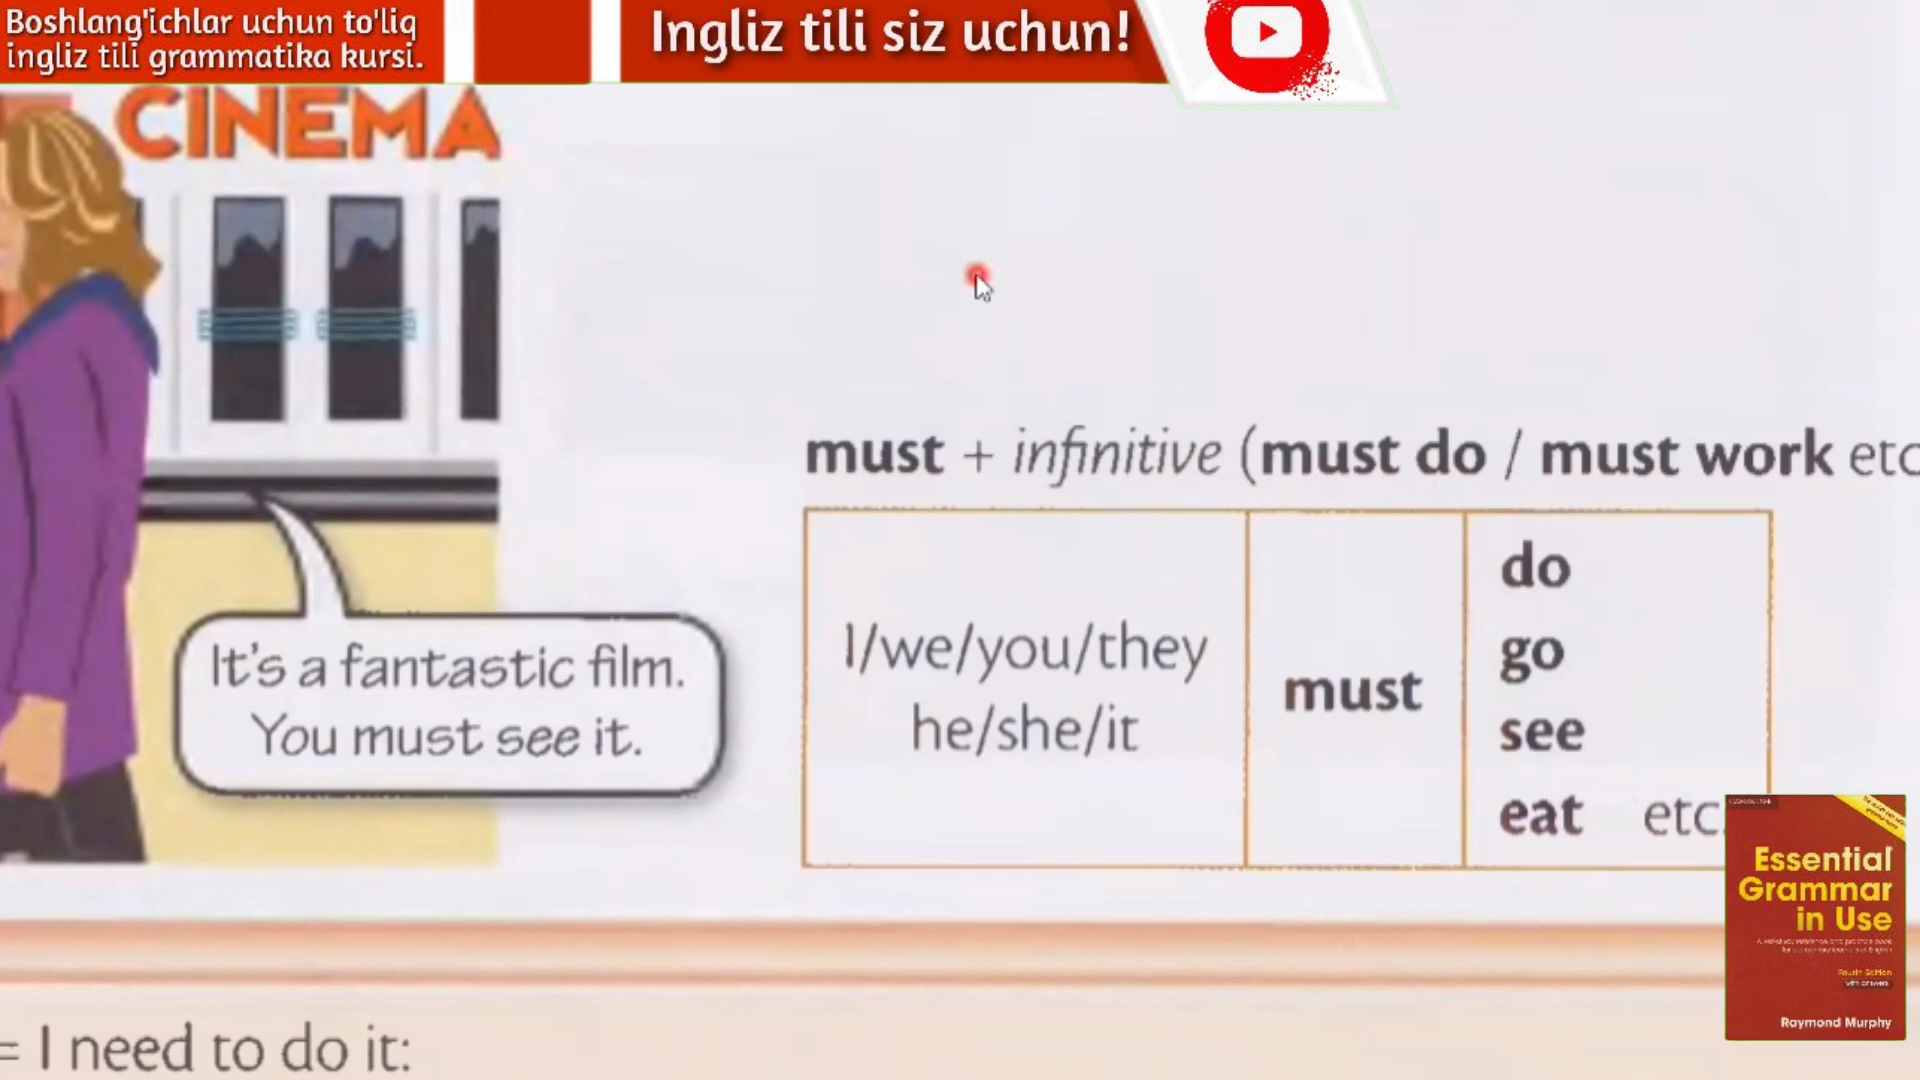 Boshlang'ichlar uchun to'liq
ingliz tili grammatika kursi.
Ingliz tili siz uchun!
CINEMA
must + infinitive (must do / must work etc
I/we/you/they
he/she/it
must
do
go
see
eat etc.
It's a fantastic film.
You must see it.
= I need to do it:
Essential
Grammar
in Use
Fourth Edition
Raymond Murphy